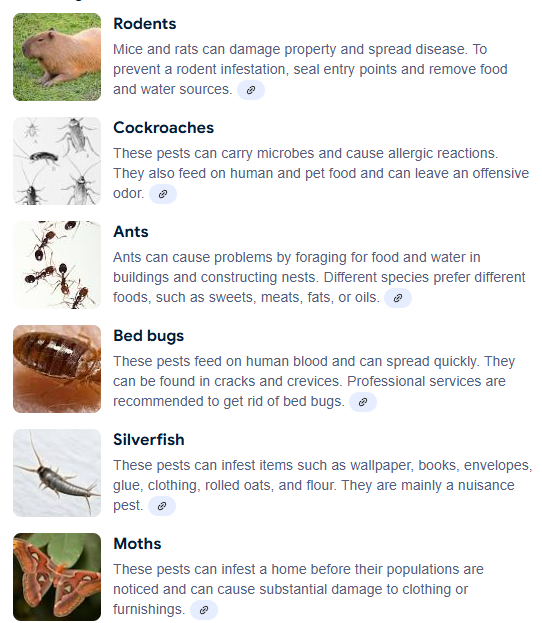 Rodents
Mice and rats can damage property and spread disease. To
prevent a rodent infestation, seal entry points and remove food
and water sources.
Cockroaches
These pests can carry microbes and cause allergic reactions.
They also feed on human and pet food and can leave an offensive
odor.
Ants
Ants can cause problems by foraging for food and water in
buildings and constructing nests. Different species prefer different
foods, such as sweets, meats, fats, or oils.
Bed bugs
These pests feed on human blood and can spread quickly. They
can be found in cracks and crevices. Professional services are
recommended to get rid of bed bugs.
Silverfish
These pests can infest items such as wallpaper, books, envelopes,
glue, clothing, rolled oats, and flour. They are mainly a nuisance
pest.
Moths
These pests can infest a home before their populations are
noticed and can cause substantial damage to clothing or
furnishings.